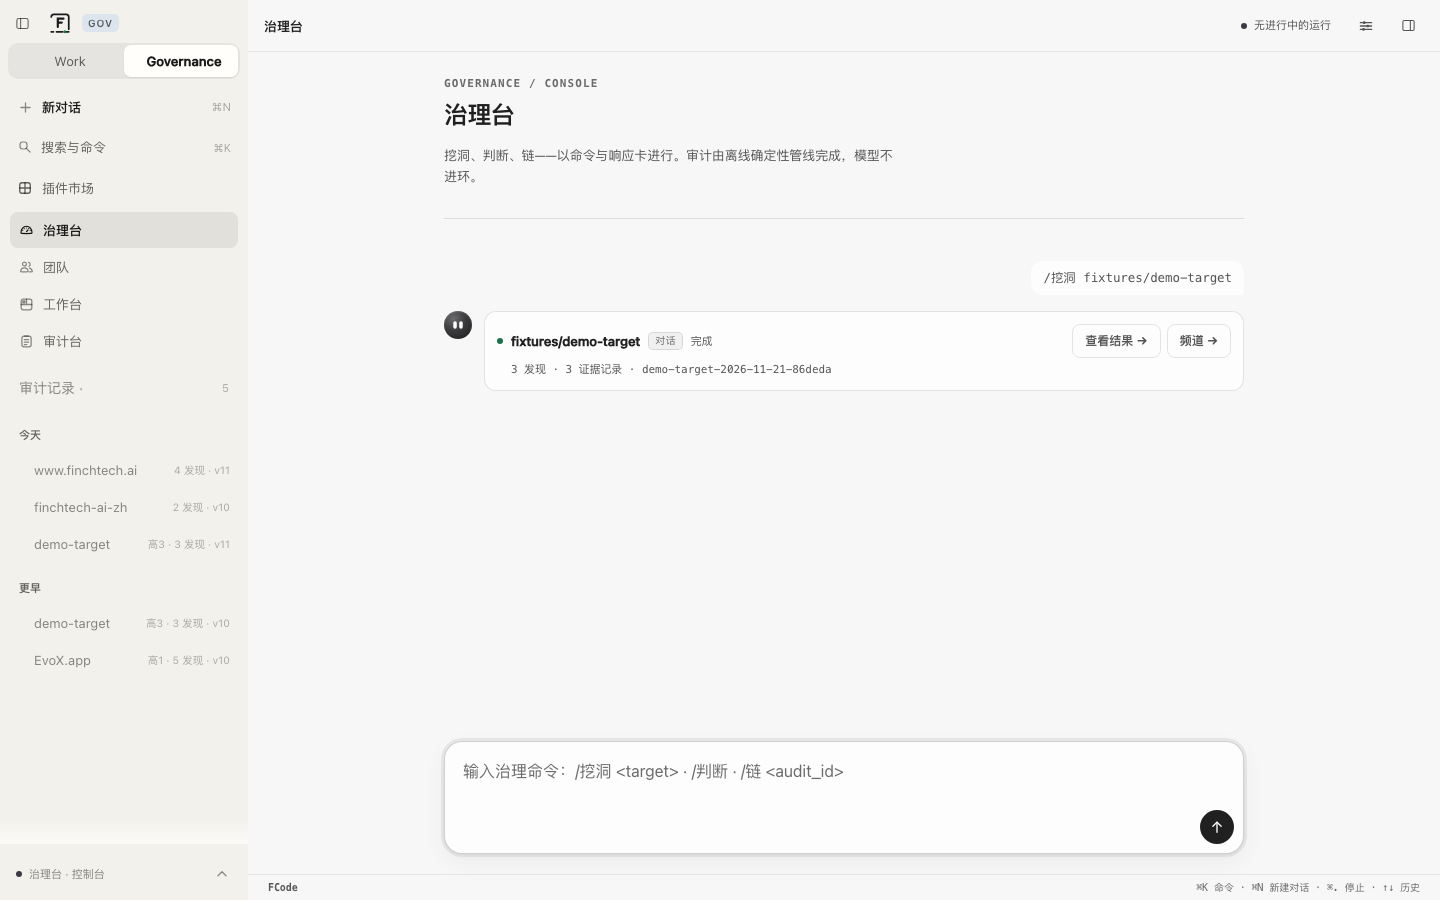 F
GOV
Work
Governance
新对话
⌘N
搜索与命令
⌘K
插件市场
治理台
团队
工作台
审计台
审计记录 ·
5
今天
www.finchtech.ai
4 发现 · v11
finchtech-ai-zh
2 发现 · v10
demo-target
高3 · 3 发现 · v11
更早
demo-target
高3 · 3 发现 · v10
EvoX.app
高1 · 5 发现 · v10
治理台 · 控制台
治理台
无进行中的运行
GOVERNANCE / CONSOLE
治理台
挖洞、判断、链——以命令与响应卡进行。审计由离线确定性管线完成，模型不
进环。
/挖洞 fixtures/demo-target
fixtures/demo-target
对话
完成
查看结果 →
频道 →
3 发现 · 3 证据记录 · demo-target-2026-11-21-86deda
输入治理命令：/挖洞 <target> · /判断 · /链 <audit_id>
FCode
⌘K 命令 · ⌘N 新建对话 · ⌘. 停止 · ↑↓ 历史